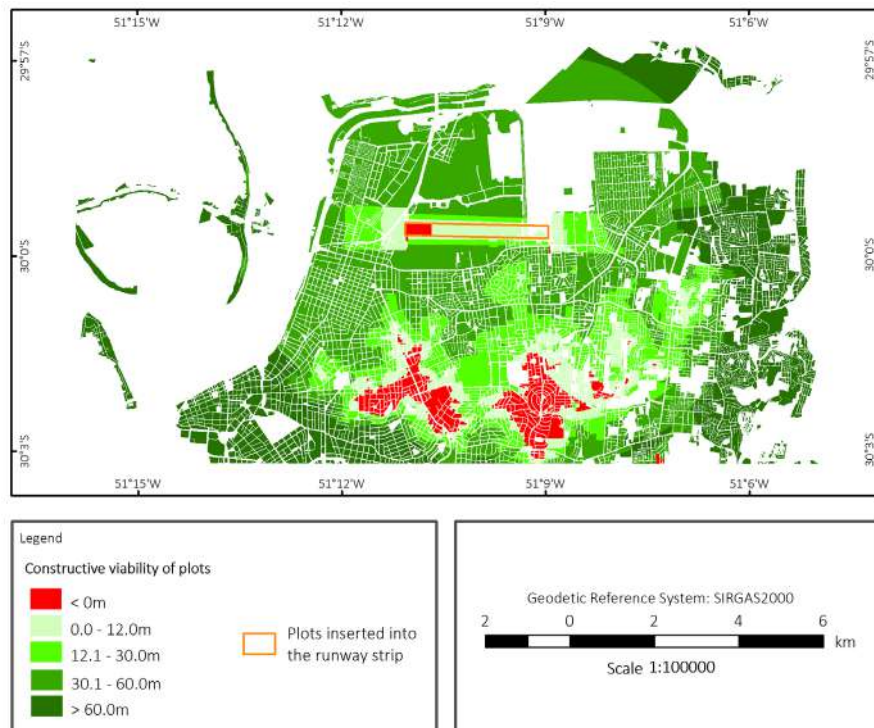 51°15'W 51°12'W 51°9'W 51°6'W
29°57'S
30°0'S
30°3'S
29°57'S
30°0'S
30°3'S
51°15'W 51°12'W 51°9'W 51°6'W
Legend
Constructive viability of plots
< 0m
0.0 - 12.0m
12.1 - 30.0m
30.1 - 60.0m
> 60.0m
Plots inserted into
the runway strip
Geodetic Reference System: SIRGAS2000
2 0 2 4 6
km
Scale 1:100000